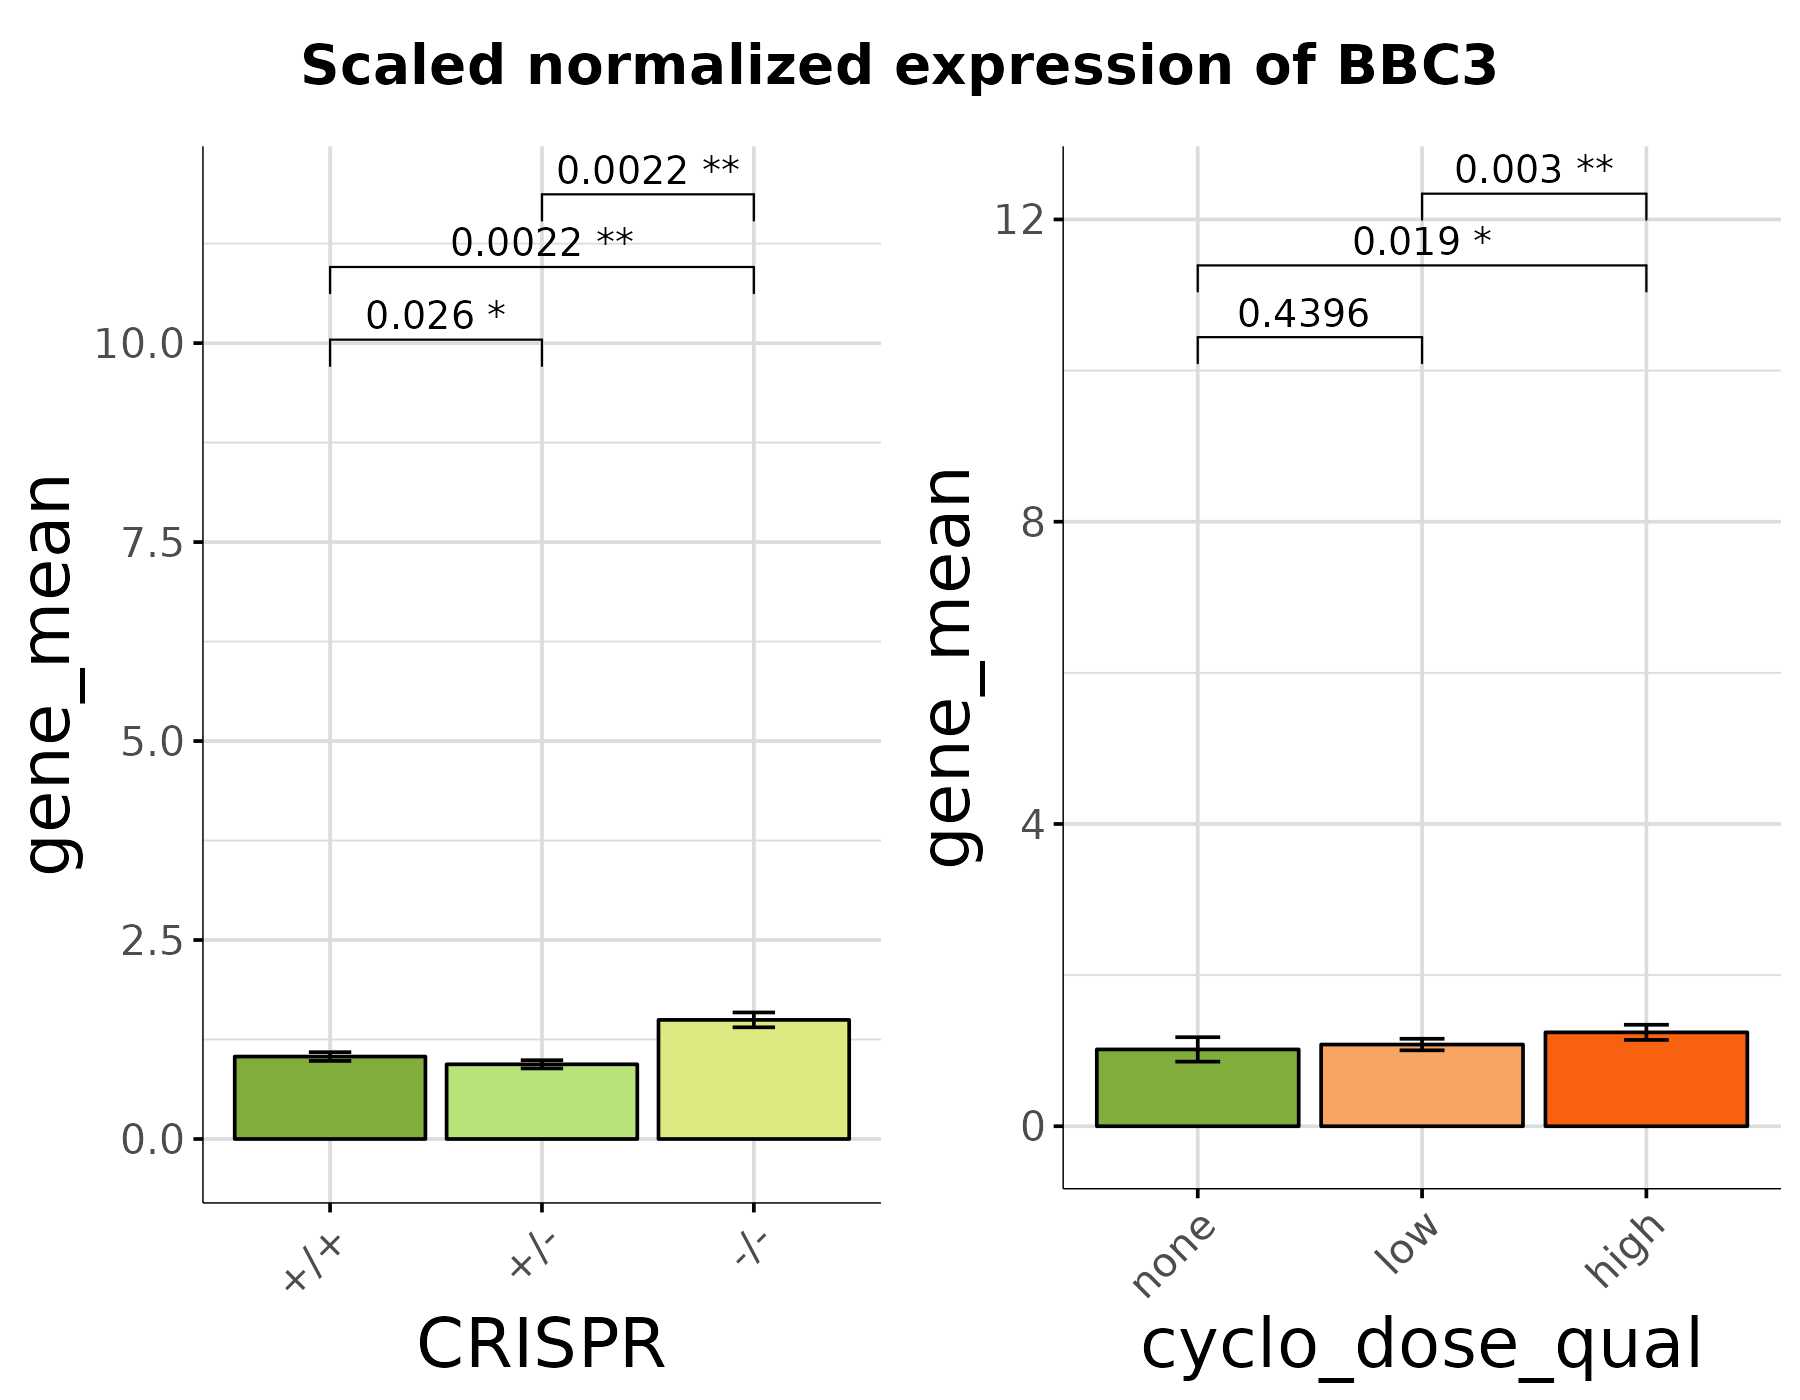 Scaled normalized expression of BBC3
0.0022 **
0.0022 **
0.026 *
10.0
7.5
5.0
2.5
0.0
gene_mean
+/+
+/-
-/-
CRISPR
0.003 **
0.019 *
0.4396
12
8
4
0
gene_mean
none
low
high
cyclo_dose_qual